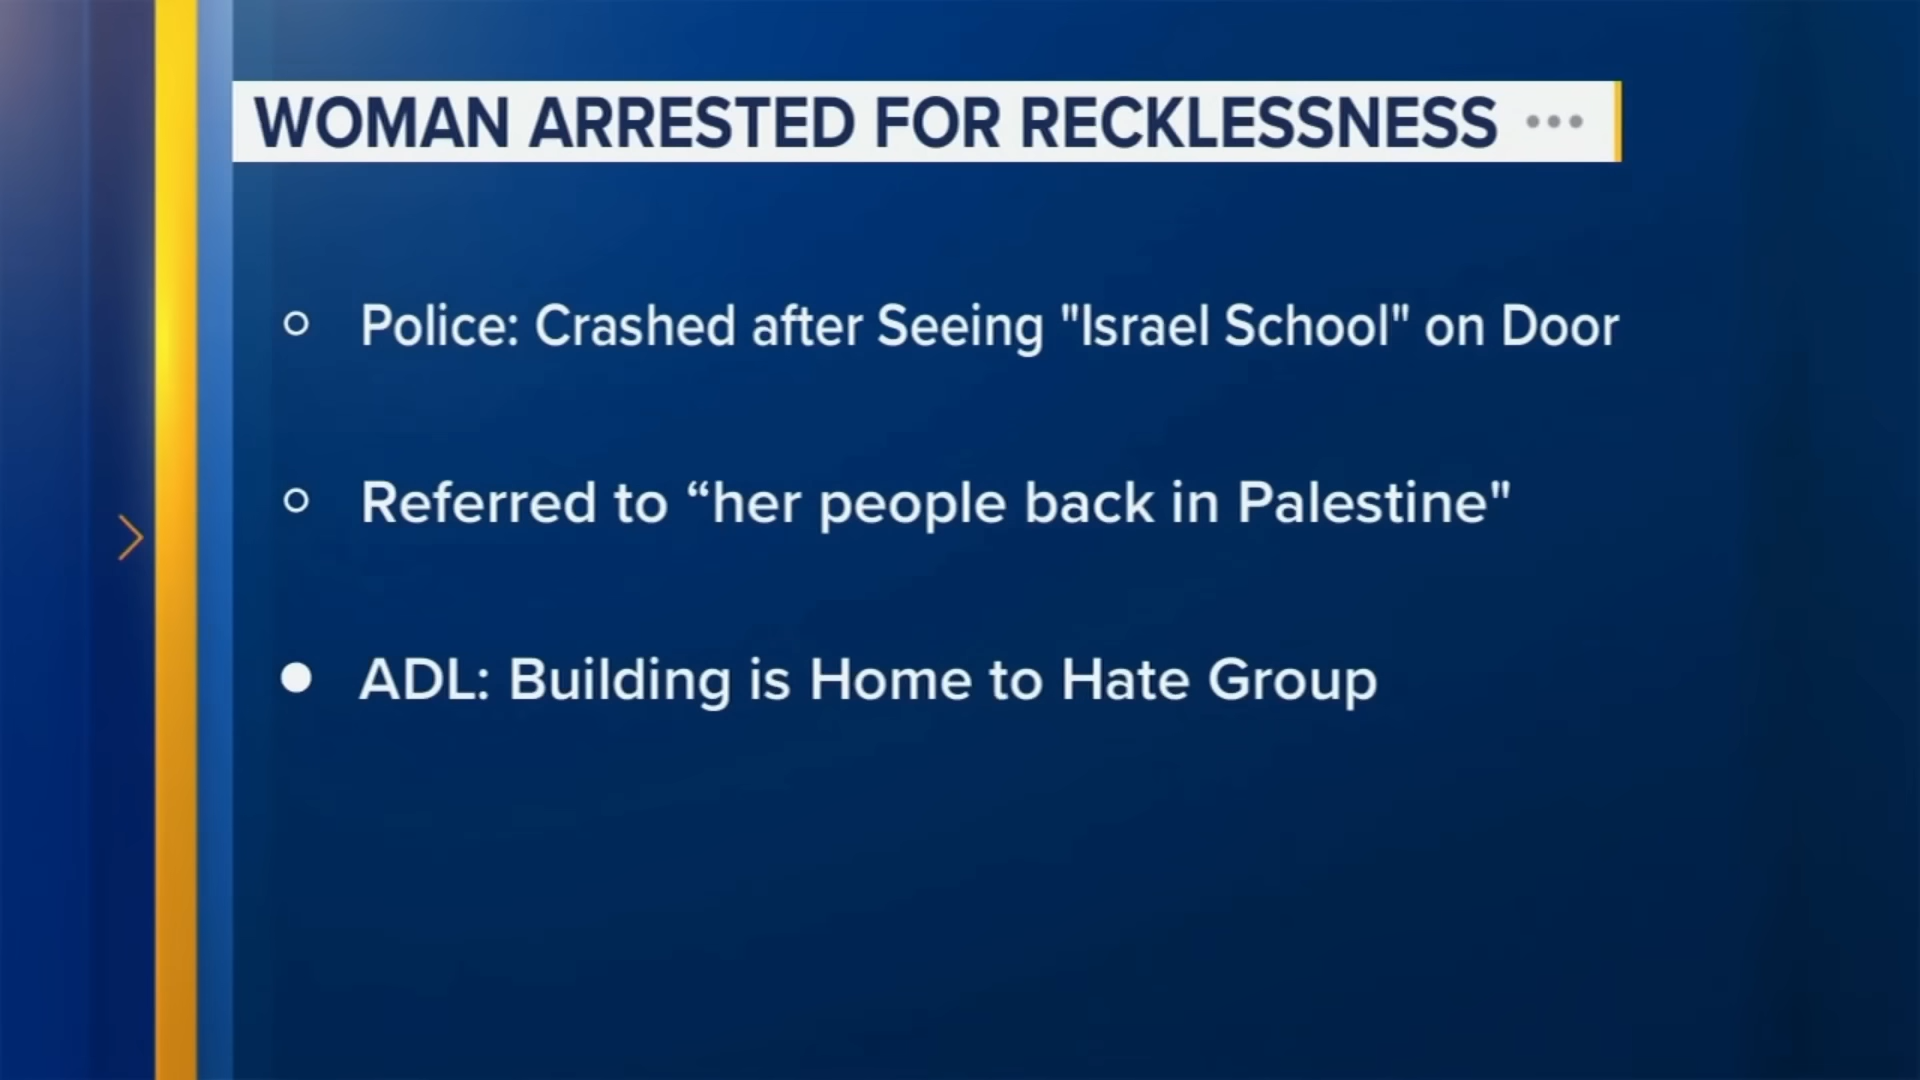 WOMAN ARRESTED FOR RECKLESSNESS
Police: Crashed after Seeing "Israel School" on Door
Referred to “her people back in Palestine"
ADL: Building is Home to Hate Group